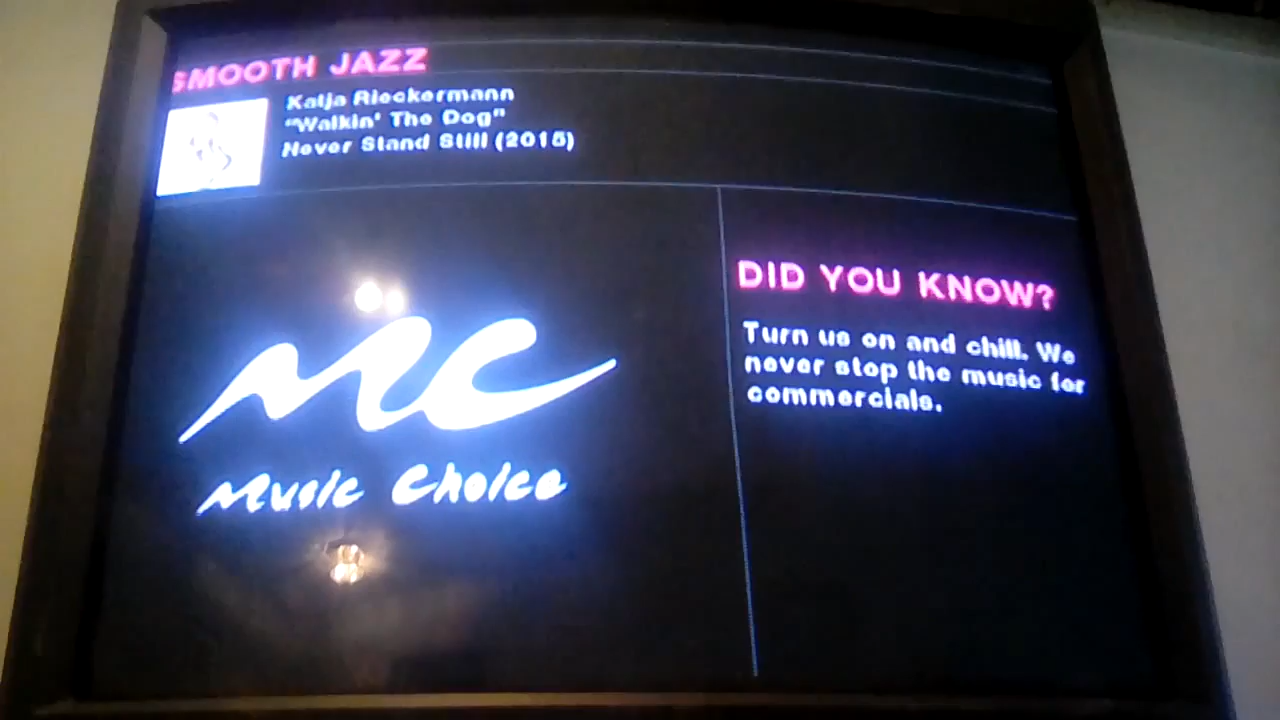 SMOOTH JAZZ
Katja Rieckermann
"Walkin' The Dog"
Never Stand Still (2015)
MC
Music Choice
DID YOU KNOW?
Turn us on and chill. We
never stop the music for
commercials.